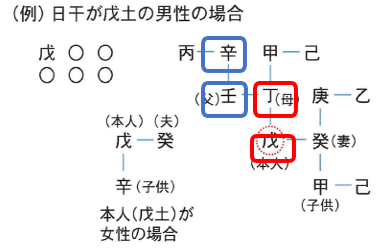 (例) 日干が戊土の男性の場合
戊 〇 〇
〇 〇 〇
丙 辛 甲 己
(父) 壬 丁 (母) 庚 乙
(本人) (夫)
戊 癸
戊 癸 (妻)
(本人)
辛 (子供)
甲 己
(子供)
本人(戊土)が
女性の場合